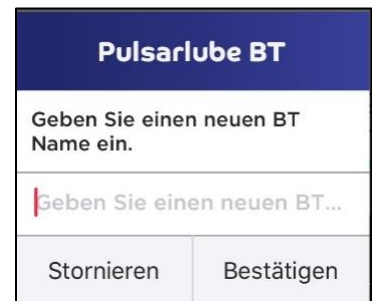 Pulsarlube BT
Geben Sie einen neuen BT
Name ein.
Geben Sie einen neuen BT...
Stornieren Bestätigen